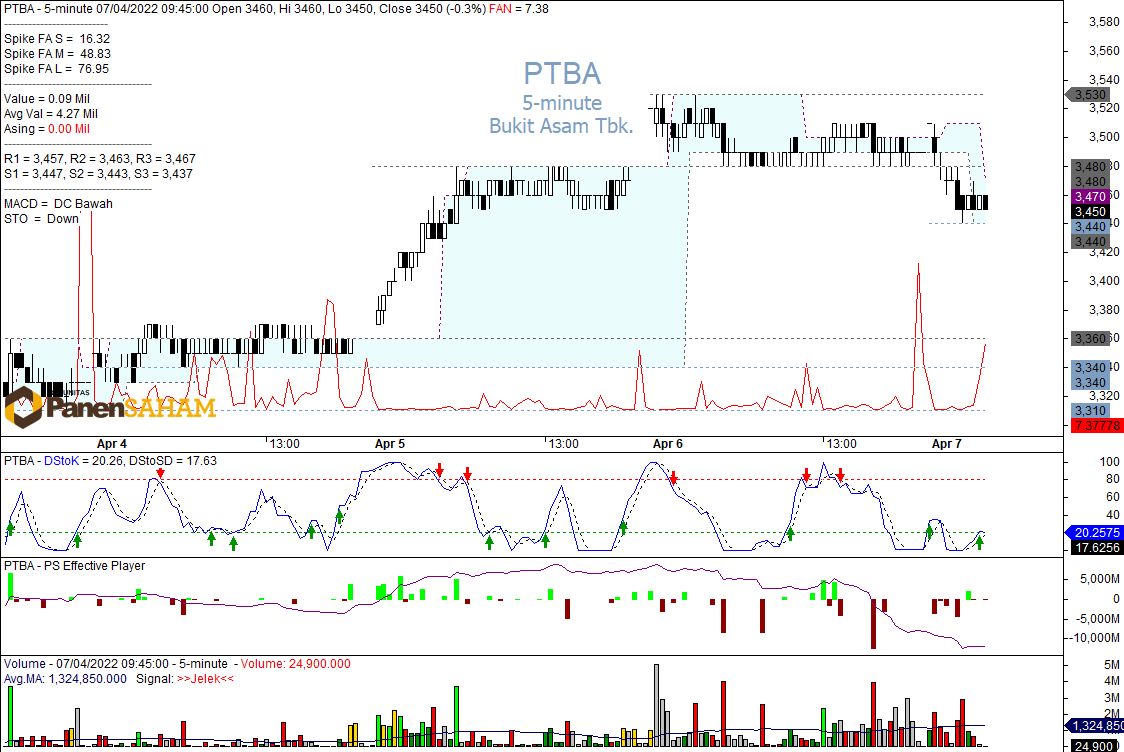 PTBA - 5-minute 07/04/2022 09:45:00 Open 3460, Hi 3460, Lo 3450, Close 3450 (-0.3%) FAN = 7.38
Spike FA S = 16.32
Spike FA M = 48.83
Spike FA L = 76.95
Value = 0.09 Mil
Avg Val = 4.27 Mil
Asing = 0.00 Mil
R1 = 3,457, R2 = 3,463, R3 = 3,467
S1 = 3,447, S2 = 3,443, S3 = 3,437
MACD = DC Bawah
STO = Down
PTBA
5-minute
Bukit Asam Tbk.
3,580
3,560
3,540
3,530
3,520
3,500
3,480
3,480
3,470
3,450
3,440
3,440
3,420
3,400
3,380
3,360
3,340
3,340
3,320
3,310
7.37778
PanenSAHAM
Apr 4
13:00
Apr 5
13:00
Apr 6
13:00
Apr 7
PTBA - DStoK = 20.26, DStoSD = 17.63
100
80
60
40
20.2575
17.6256
PTBA - PS Effective Player
5,000M
0
-5,000M
-10,000M
Volume - 07/04/2022 09:45:00 - 5-minute - Volume: 24,900.000
Avg.MA: 1,324,850.000 Signal: >>Jelek<<
5M
4M
3M
2M
1,324,850
24,900